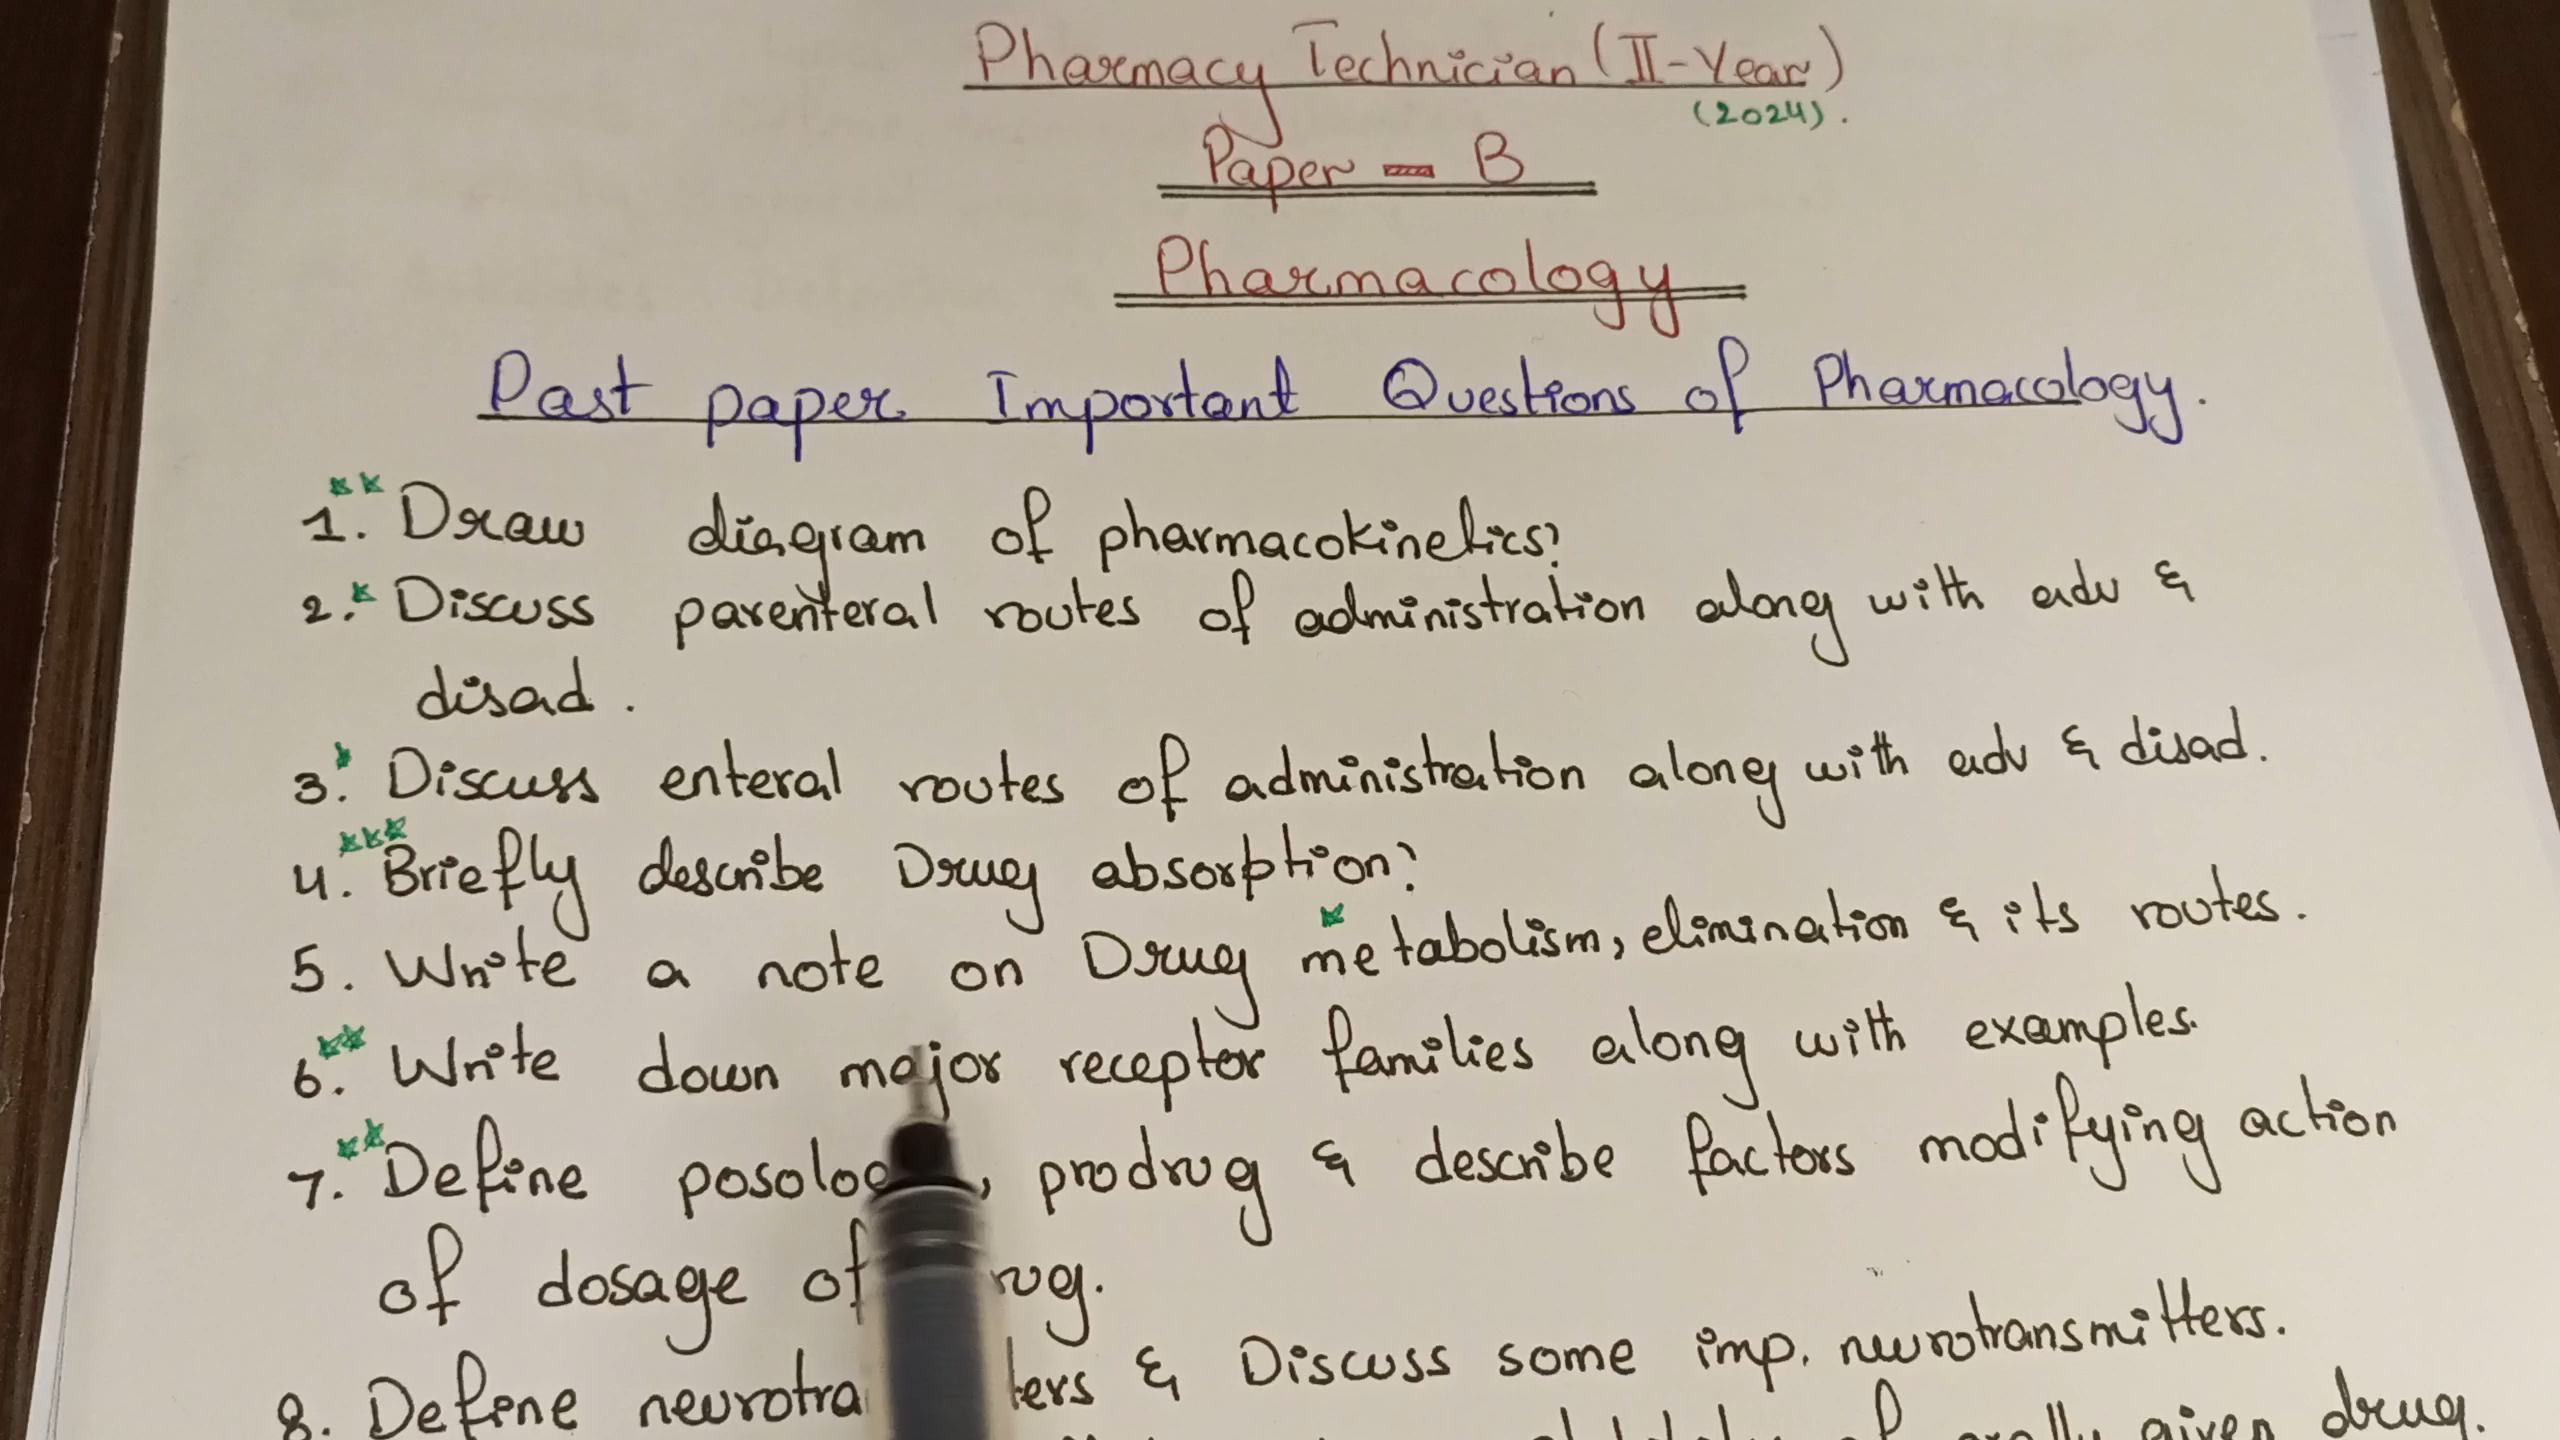 Pharmacy Technician (II-Year)
(2024).
Paper - B
Pharmacology
Past paper Important Questions of Pharmacology.
1. Draw diagram of pharmacokinetics?
2. Discuss parenteral routes of administration along with adv &
disad.
3. Discuss enteral routes of administration along with adv & disad.
4. Briefly describe Drug absorption?
5. Write a note on Drug metabolism, elimination & its routes.
6. Write down major receptor families along with examples.
7. Define , prodrug & describe factors modifying action
of dosage of
8. Define & Discuss some imp. neurotransmitters.
given drug.